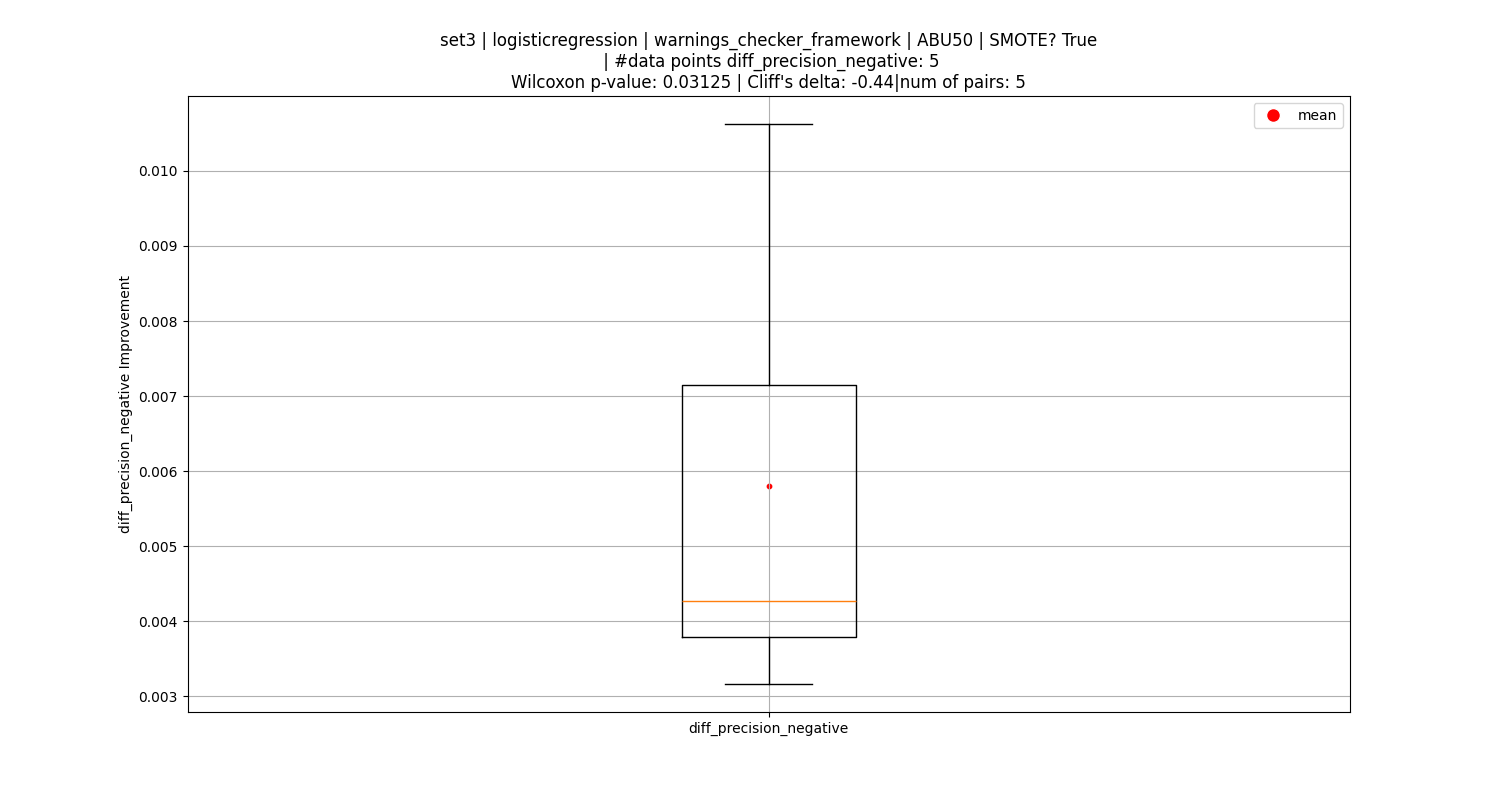 set3 | logisticregression | warnings_checker_framework | ABU50 | SMOTE? True
| #data points diff_precision_negative: 5
Wilcoxon p-value: 0.03125 | Cliff's delta: -0.44|num of pairs: 5
mean
0.010
0.009
0.008
0.007
0.006
0.005
0.004
0.003
diff_precision_negative Improvement
diff_precision_negative